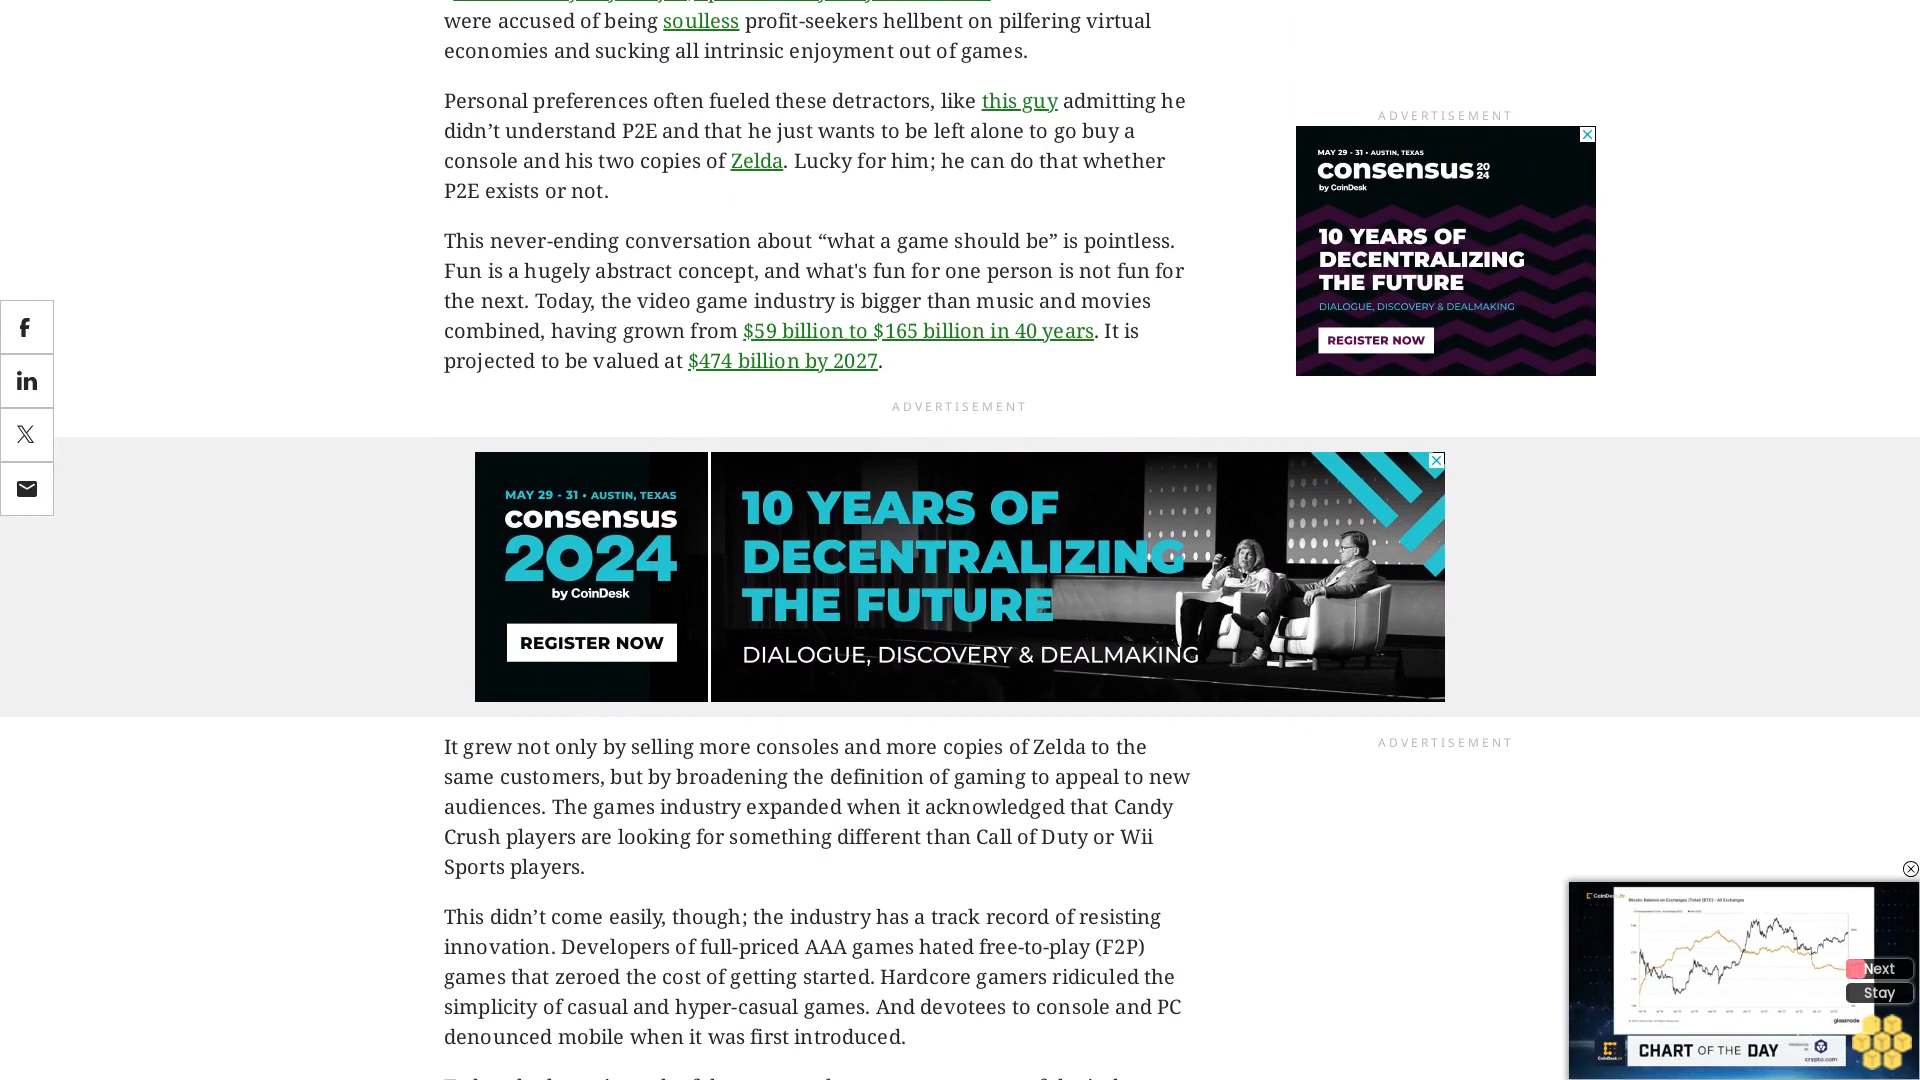 were accused of being soulless profit-seekers hellbent on pilfering virtual
economies and sucking all intrinsic enjoyment out of games.
Personal preferences often fueled these detractors, like this guy admitting he
didn’t understand P2E and that he just wants to be left alone to go buy a
console and his two copies of Zelda. Lucky for him; he can do that whether
P2E exists or not.
This never-ending conversation about “what a game should be” is pointless.
Fun is a hugely abstract concept, and what's fun for one person is not fun for
the next. Today, the video game industry is bigger than music and movies
combined, having grown from $59 billion to $165 billion in 40 years. It is
projected to be valued at $474 billion by 2027.
ADVERTISEMENT
MAY 29 - 31 • AUSTIN, TEXAS
consensus 2024
by CoinDesk
10 YEARS OF
DECENTRALIZING
THE FUTURE
DIALOGUE, DISCOVERY & DEALMAKING
REGISTER NOW
ADVERTISEMENT
MAY 29 - 31 • AUSTIN, TEXAS
consensus
2024
by CoinDesk
REGISTER NOW
10 YEARS OF
DECENTRALIZING
THE FUTURE
DIALOGUE, DISCOVERY & DEALMAKING
It grew not only by selling more consoles and more copies of Zelda to the
same customers, but by broadening the definition of gaming to appeal to new
audiences. The games industry expanded when it acknowledged that Candy
Crush players are looking for something different than Call of Duty or Wii
Sports players.
This didn’t come easily, though; the industry has a track record of resisting
innovation. Developers of full-priced AAA games hated free-to-play (F2P)
games that zeroed the cost of getting started. Hardcore gamers ridiculed the
simplicity of casual and hyper-casual games. And devotees to console and PC
denounced mobile when it was first introduced.
ADVERTISEMENT
Bitcoin Balance on Exchanges (Total) [BTC] - All Exchanges
glassnode
Next
Stay
CHART OF THE DAY
crypto.com